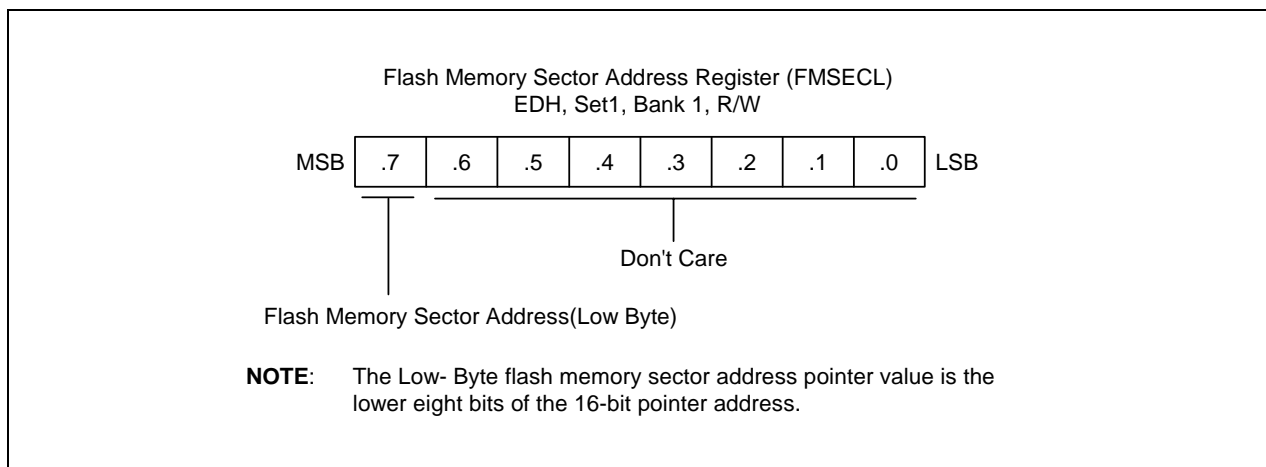 Flash Memory Sector Address Register (FMSECL)
EDH, Set1, Bank 1, R/W
MSB .7 .6 .5 .4 .3 .2 .1 .0 LSB
Don't Care
Flash Memory Sector Address(Low Byte)
NOTE: The Low- Byte flash memory sector address pointer value is the
lower eight bits of the 16-bit pointer address.